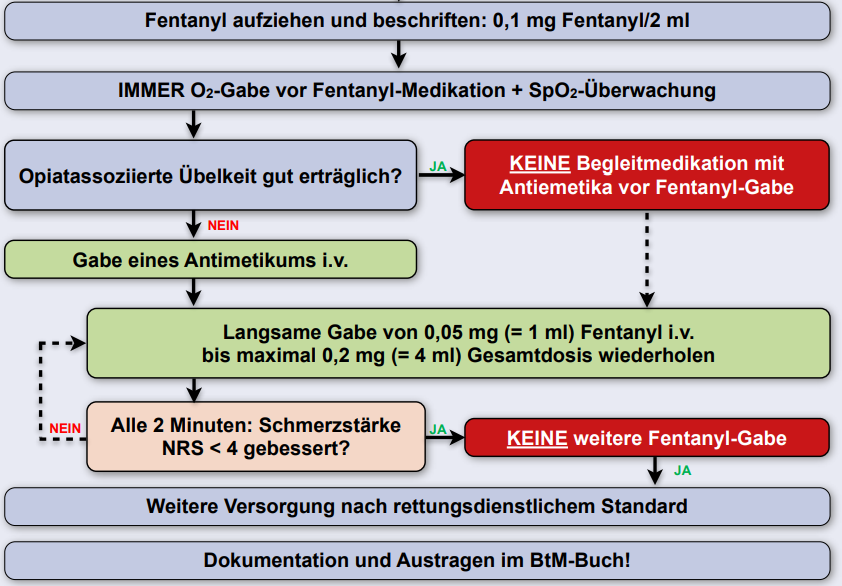 Fentanyl aufziehen und beschriften: 0,1 mg Fentanyl/2 ml
IMMER O₂-Gabe vor Fentanyl-Medikation + SpO₂-Überwachung
Opiatassoziierte Übelkeit gut erträglich?
JA
KEINE Begleitmedikation mit
Antiemetika vor Fentanyl-Gabe
NEIN
Gabe eines Antimetikums i.v.
Langsame Gabe von 0,05 mg (= 1 ml) Fentanyl i.v.
bis maximal 0,2 mg (= 4 ml) Gesamtdosis wiederholen
NEIN
Alle 2 Minuten: Schmerzstärke
NRS < 4 gebessert?
JA
KEINE weitere Fentanyl-Gabe
JA
Weitere Versorgung nach rettungsdienstlichem Standard
Dokumentation und Austragen im BtM-Buch!